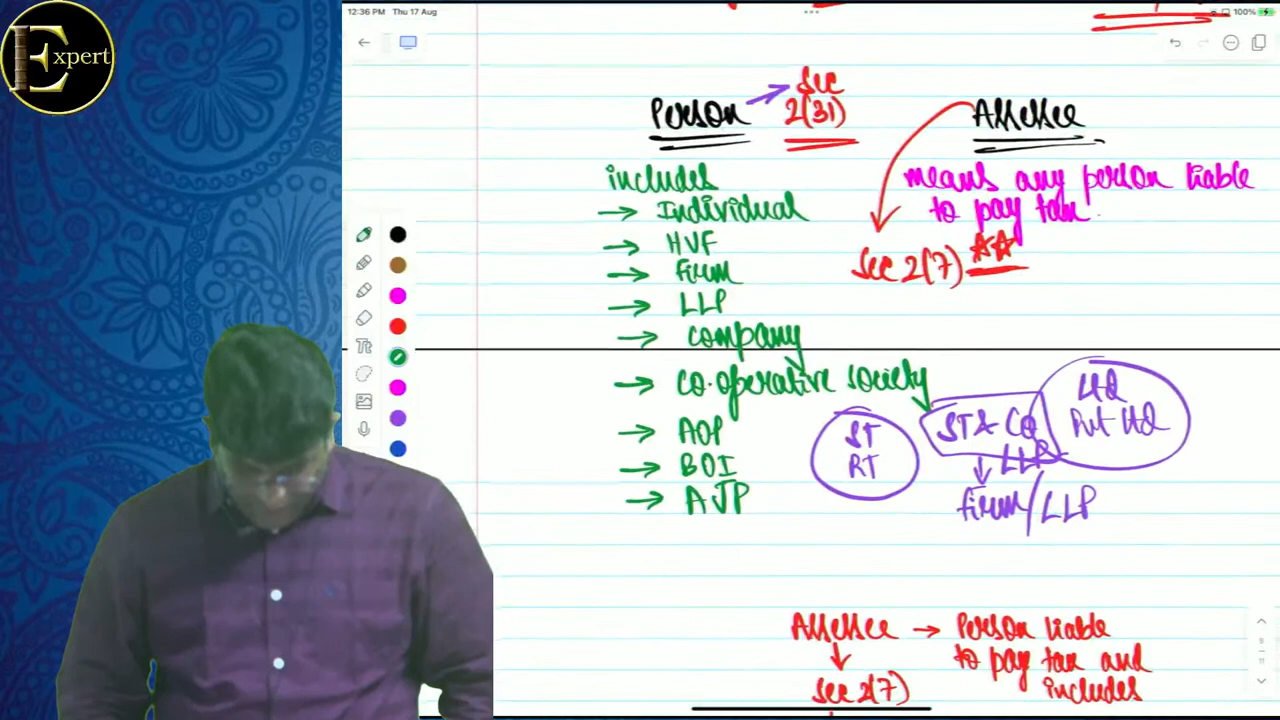 12:36 PM Thu 17 Aug
100%
Expert
Person → Sec 2(31)
includes
→ Individual
→ HUF
→ firm
→ LLP
→ company
→ co.operative society
→ AOP
→ BOI
→ AJP
Assessee
means any person liable
to pay tax
Sec 2(7)
ST
RT
ST & Co
LLP
firm/LLP
Ltd
Pvt Ltd
Assessee → Person liable
to pay tax and
includes
Sec 2(7)
Tt